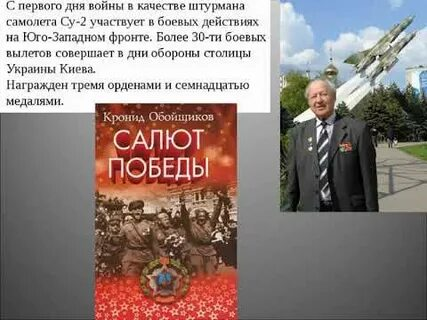 С первого дня войны в качестве штурмана
самолета Су-2 участвует в боевых действиях
на Юго-Западном фронте. Более 30-ти боевых
вылетов совершает в дни обороны столицы
Украины Киева.
Награжден тремя орденами и семнадцатью
медалями.
Кронид Обойщиков
САЛЮТ
ПОБЕДЫ